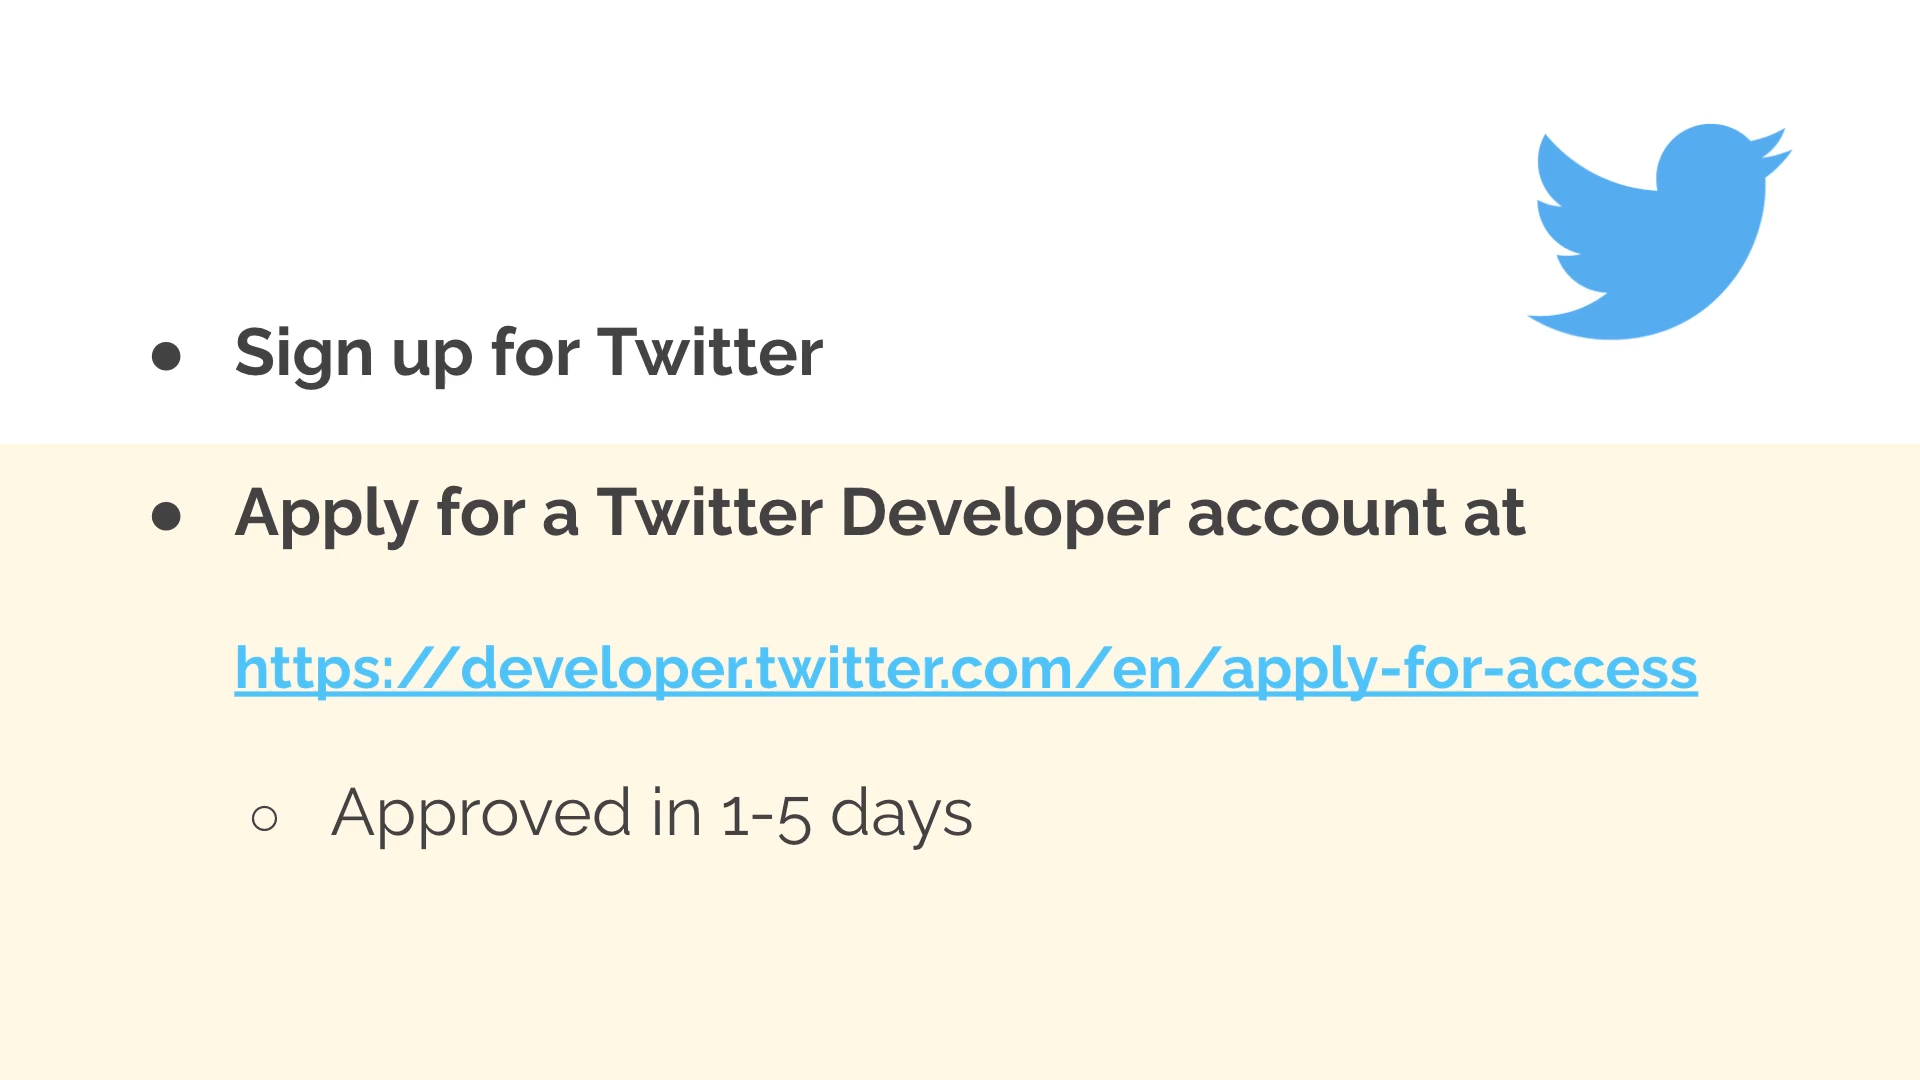 ● Sign up for Twitter
● Apply for a Twitter Developer account at
https://developer.twitter.com/en/apply-for-access
○ Approved in 1-5 days